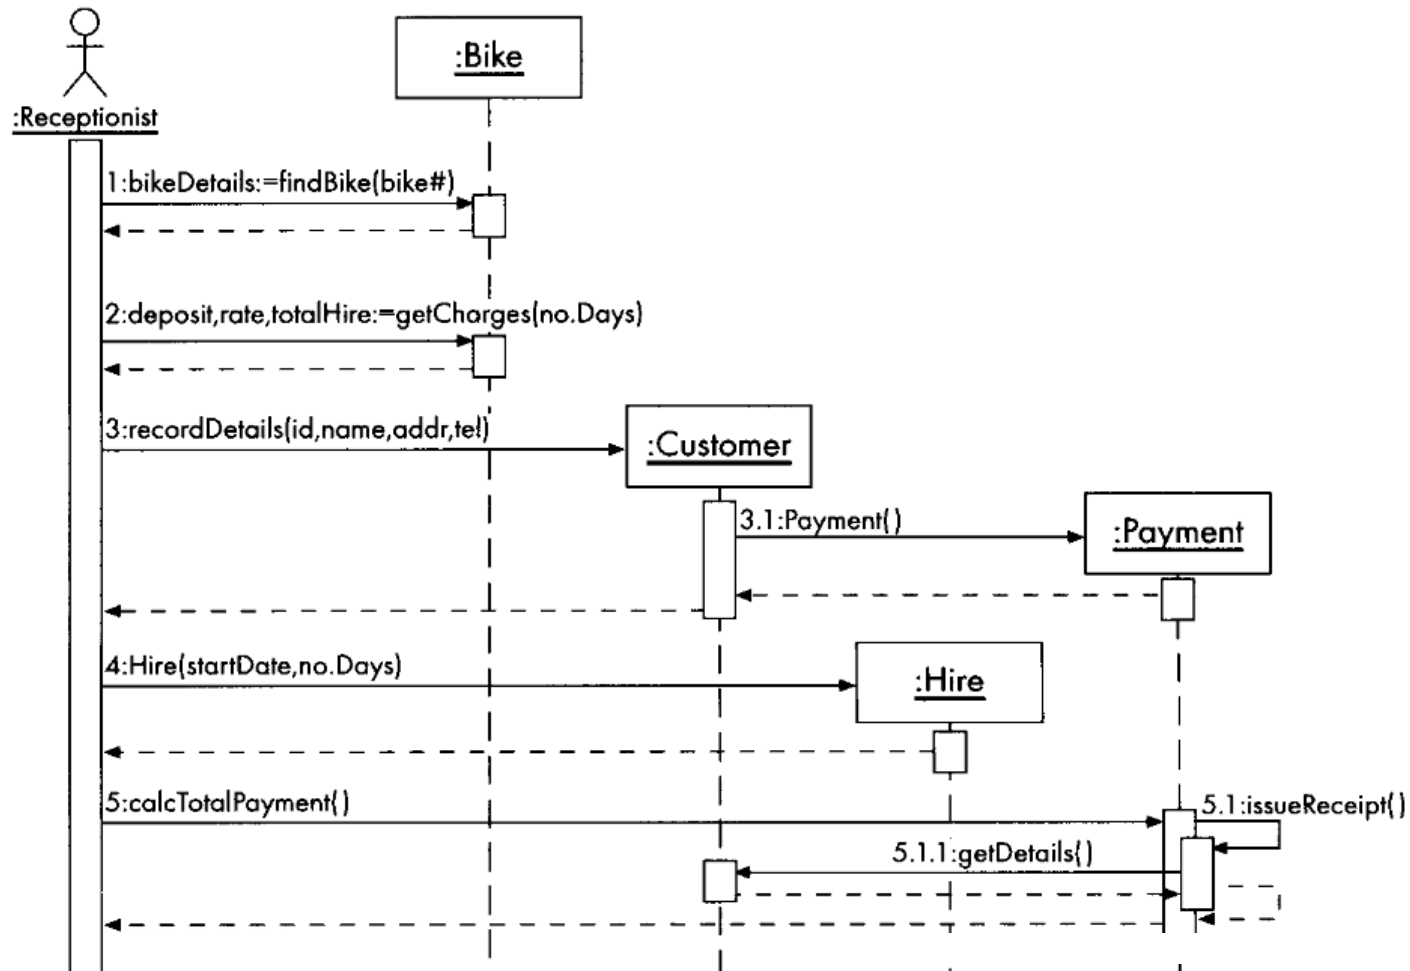 :Bike
:Receptionist
1:bikeDetails:=findBike(bike#)
2:deposit,rate,totalHire:=getCharges(no.Days)
3:recordDetails(id,name,addr,tel)
:Customer
3.1:Payment()
:Payment
4:Hire(startDate,no.Days)
:Hire
5:calcTotalPayment()
5.1:issueReceipt()
5.1.1:getDetails()